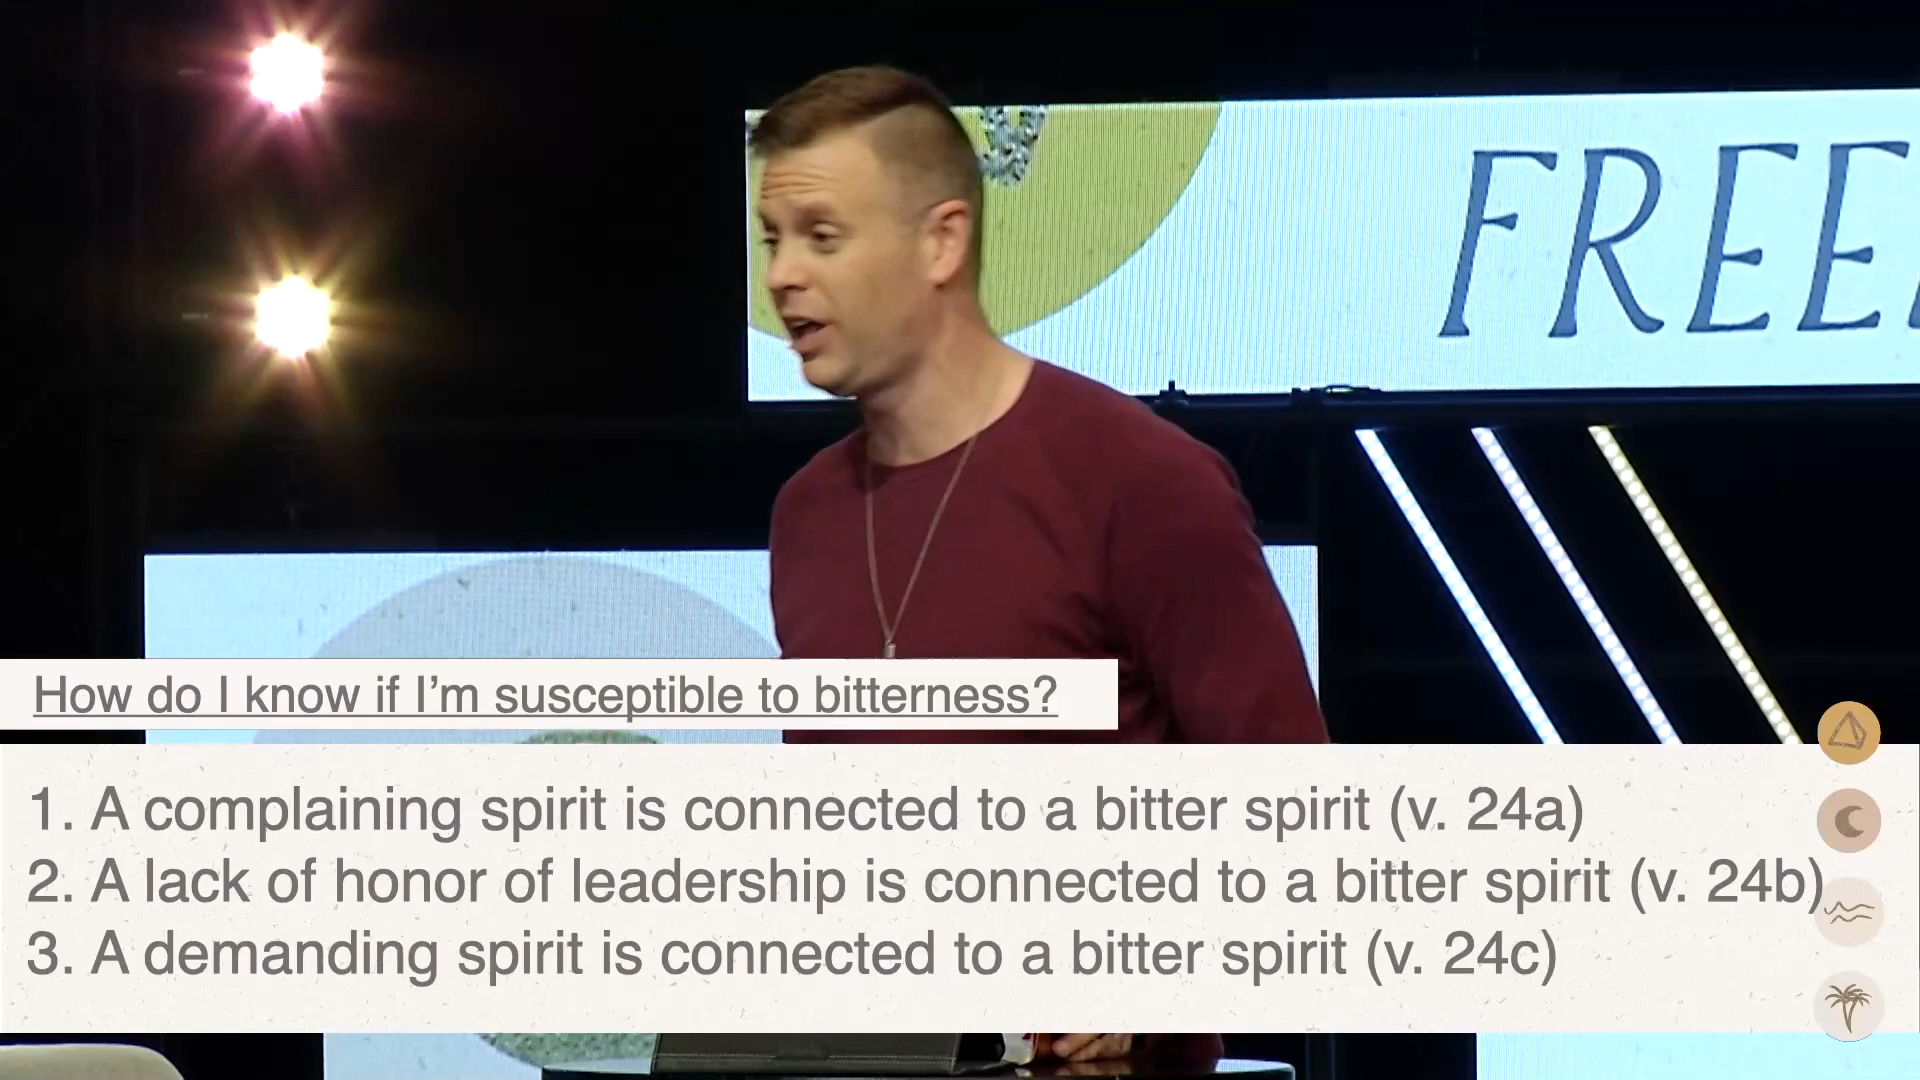 FREE
How do I know if I'm susceptible to bitterness?
1. A complaining spirit is connected to a bitter spirit (v. 24a)
2. A lack of honor of leadership is connected to a bitter spirit (v. 24b)
3. A demanding spirit is connected to a bitter spirit (v. 24c)